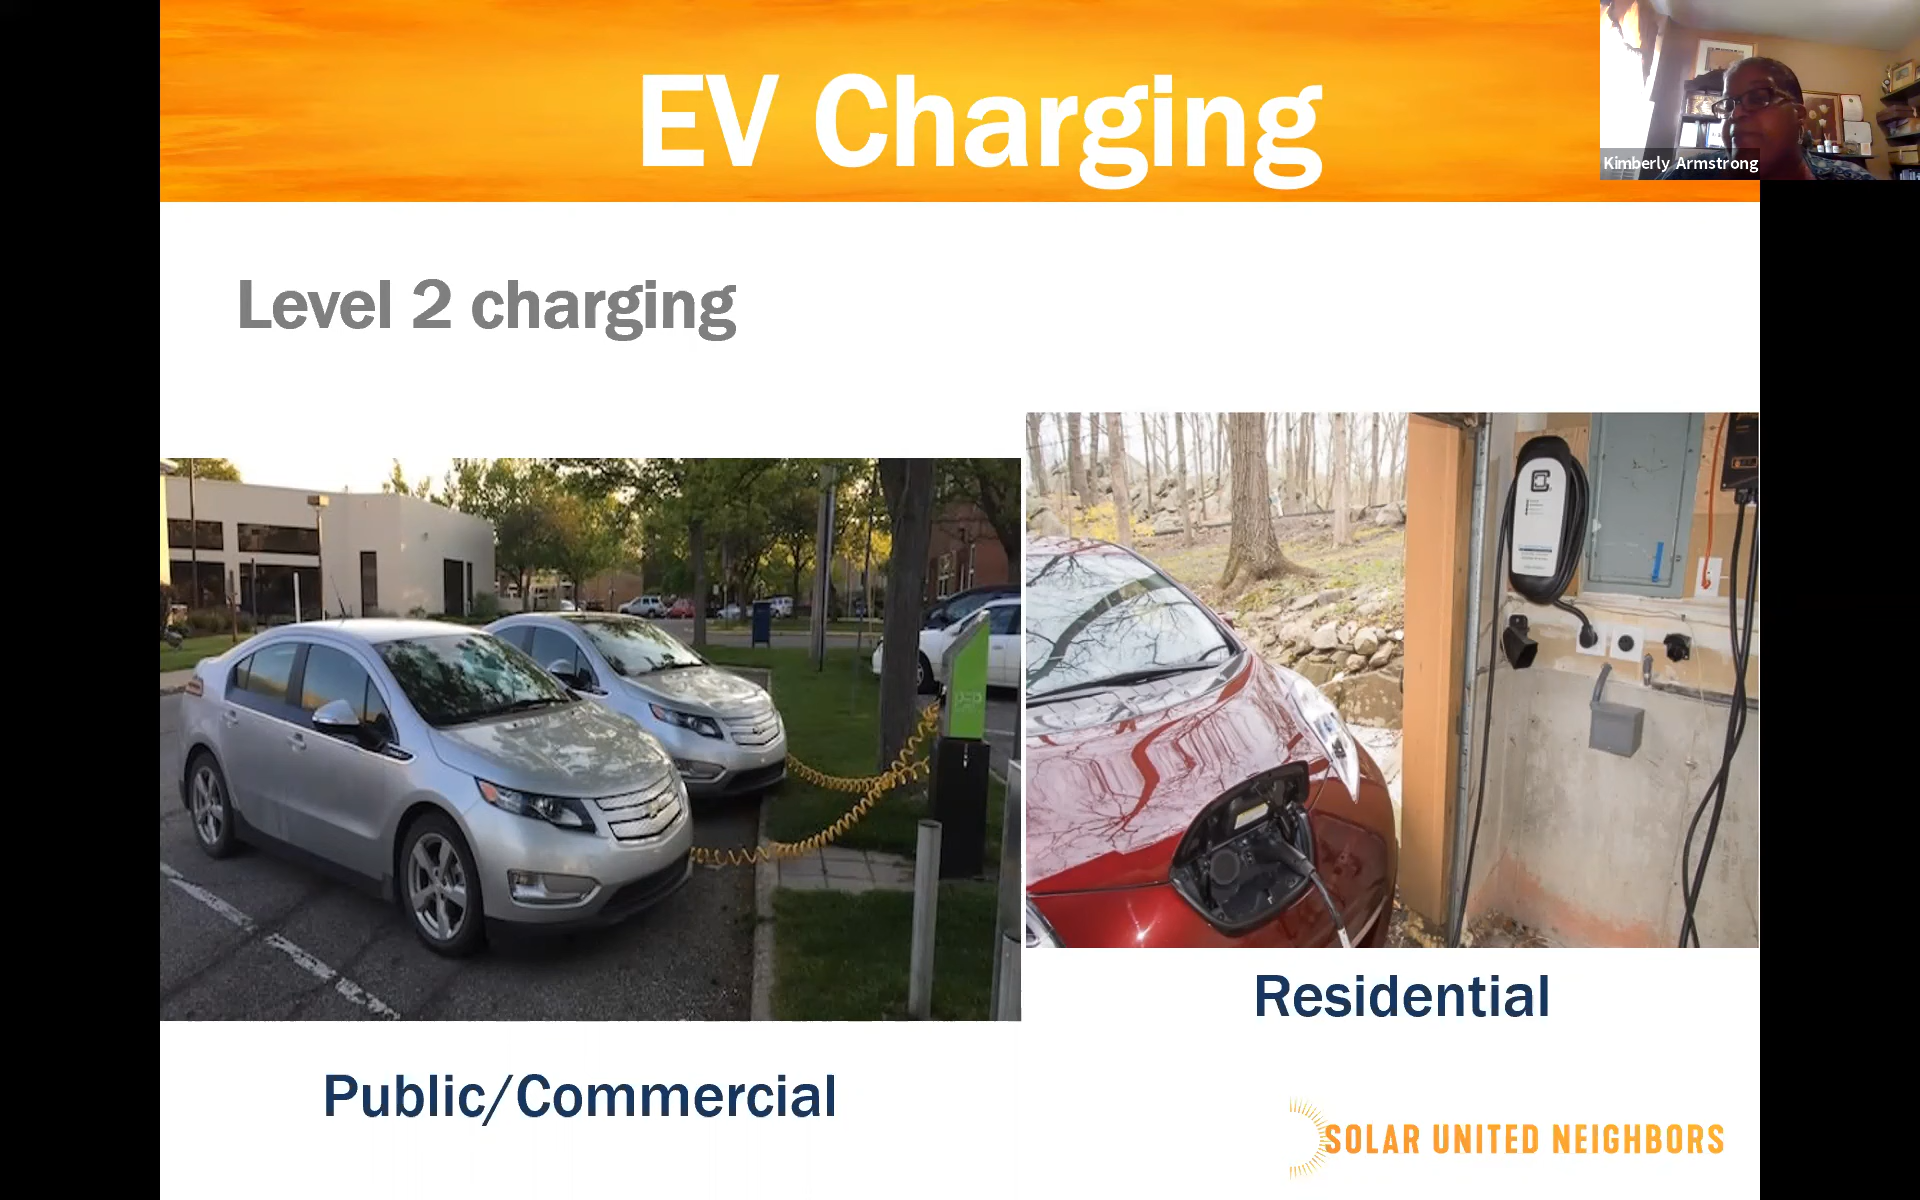 EV Charging
Kimberly Armstrong
Level 2 charging
Residential
Public/Commercial
SOLAR UNITED NEIGHBORS